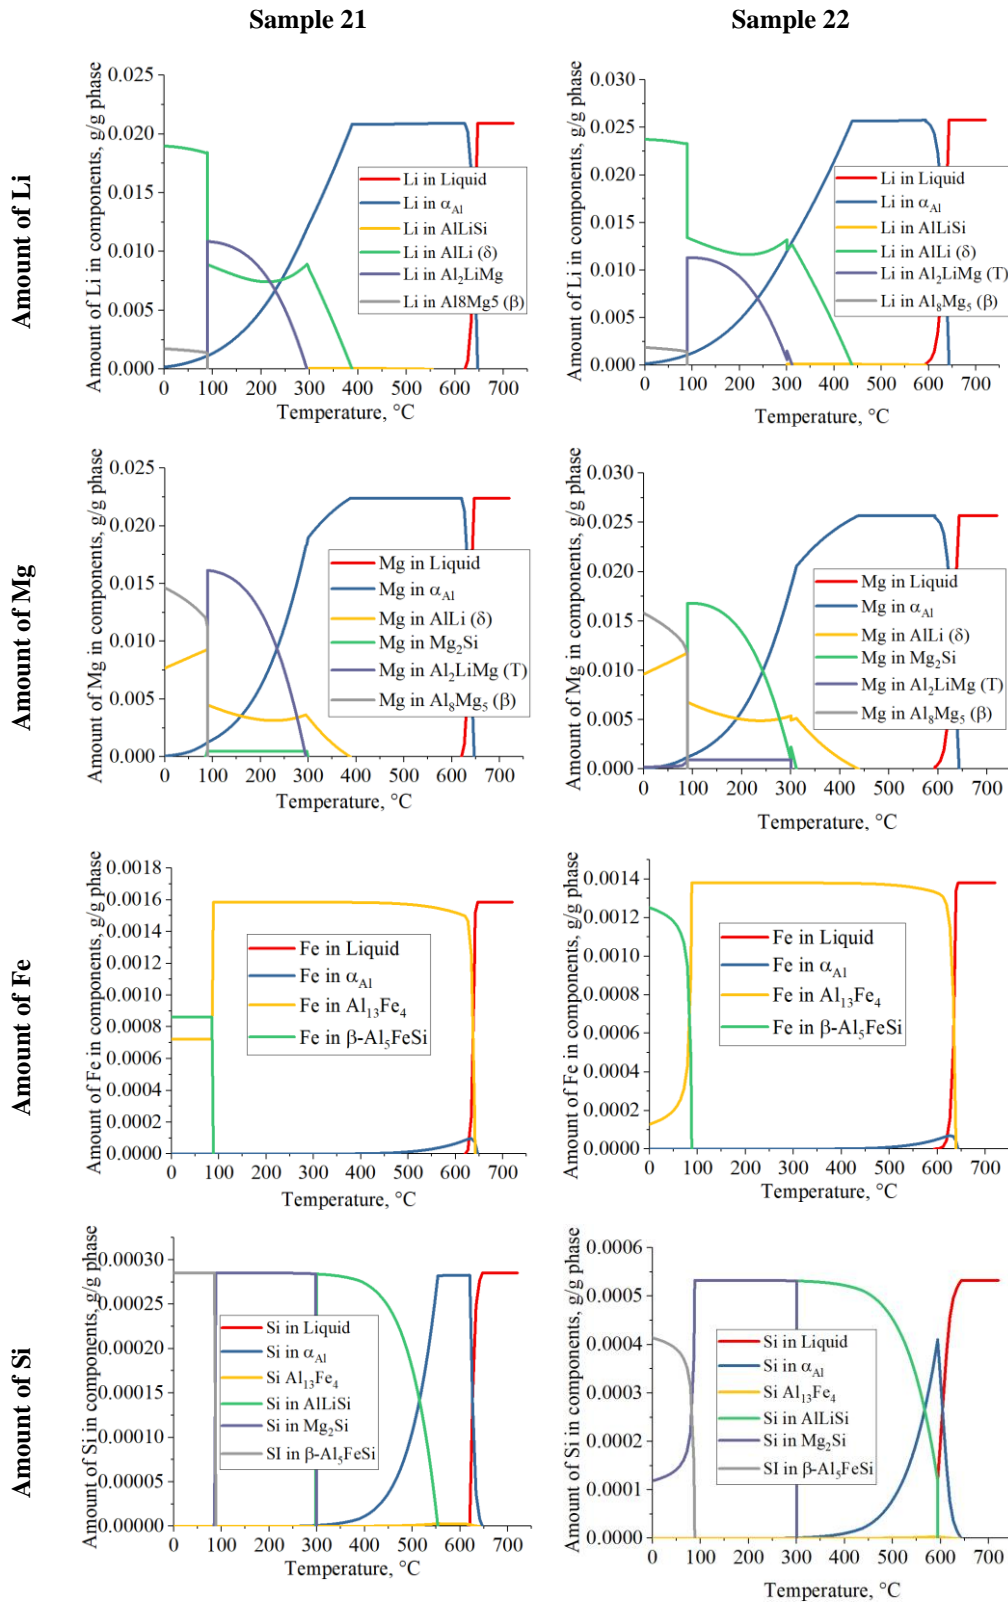 Sample 21 Sample 22
Amount of Li
Amount of Li in components, g/g phase
0.025
0.020
0.015
0.010
0.005
0.000
Li in Liquid
Li in αAl
Li in AlLiSi
Li in AlLi (δ)
Li in Al2LiMg
Li in Al8Mg5 (β)
0 100 200 300 400 500 600 700
Temperature, °C
Amount of Li in components, g/g phase
0.030
0.025
0.020
0.015
0.010
0.005
0.000
Li in Liquid
Li in αAl
Li in AlLiSi
Li in AlLi (δ)
Li in Al2LiMg (T)
Li in Al8Mg5 (β)
0 100 200 300 400 500 600 700
Temperature, °C
Amount of Mg
Amount of Mg in components, g/g phase
0.025
0.020
0.015
0.010
0.005
0.000
Mg in Liquid
Mg in αAl
Mg in AlLi (δ)
Mg in Mg2Si
Mg in Al2LiMg (T)
Mg in Al8Mg5 (β)
0 100 200 300 400 500 600 700
Temperature, °C
Amount of Mg in components, g/g phase
0.030
0.025
0.020
0.015
0.010
0.005
0.000
Mg in Liquid
Mg in αAl
Mg in AlLi (δ)
Mg in Mg2Si
Mg in Al2LiMg (T)
Mg in Al8Mg5 (β)
0 100 200 300 400 500 600 700
Temperature, °C
Amount of Fe
Amount of Fe in components, g/g phase
0.0018
0.0016
0.0014
0.0012
0.0010
0.0008
0.0006
0.0004
0.0002
0.0000
Fe in Liquid
Fe in αAl
Fe in Al13Fe4
Fe in β-Al5FeSi
0 100 200 300 400 500 600 700
Temperature, °C
Amount of Fe in components, g/g phase
0.0014
0.0012
0.0010
0.0008
0.0006
0.0004
0.0002
0.0000
Fe in Liquid
Fe in αAl
Fe in Al13Fe4
Fe in β-Al5FeSi
0 100 200 300 400 500 600 700
Temperature, °C
Amount of Si
Amount of Si in components, g/g phase
0.00030
0.00025
0.00020
0.00015
0.00010
0.00005
0.00000
Si in Liquid
Si in αAl
Si Al13Fe4
Si in AlLiSi
Si in Mg2Si
SI in β-Al5FeSi
0 100 200 300 400 500 600 700
Temperature, °C
Amount of Si in components, g/g phase
0.0006
0.0005
0.0004
0.0003
0.0002
0.0001
0.0000
Si in Liquid
Si in αAl
Si Al13Fe4
Si in AlLiSi
Si in Mg2Si
SI in β-Al5FeSi
0 100 200 300 400 500 600 700
Temperature, °C